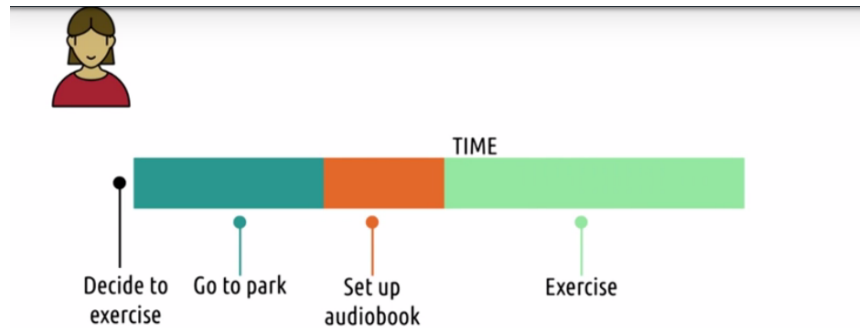 TIME
Decide to
exercise
Go to park
Set up
audiobook
Exercise